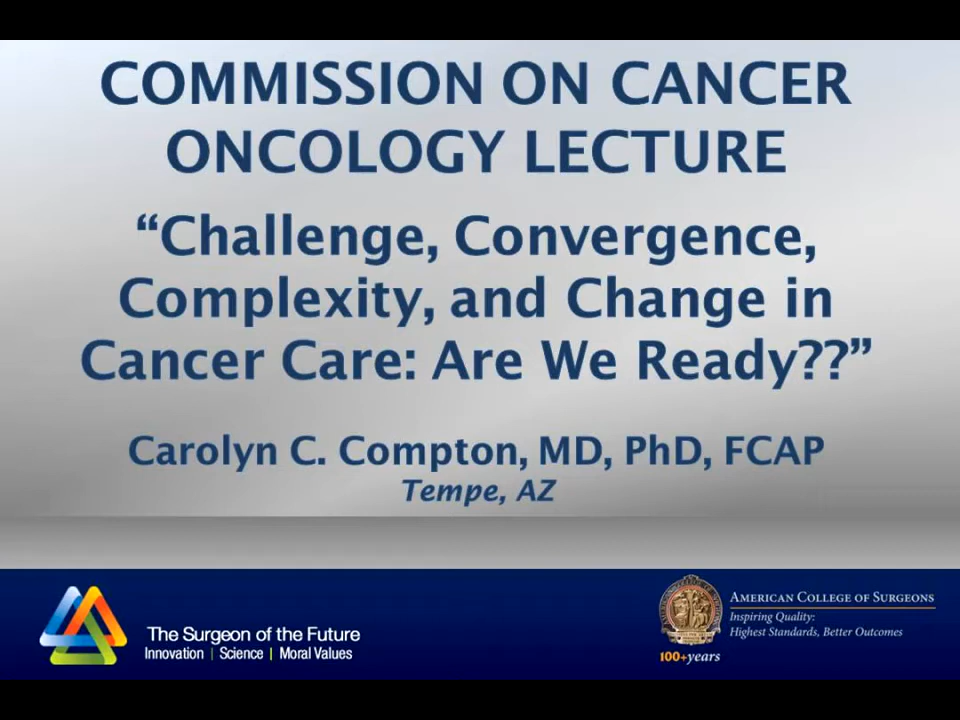 COMMISSION ON CANCER
ONCOLOGY LECTURE
“Challenge, Convergence,
Complexity, and Change in
Cancer Care: Are We Ready??”
Carolyn C. Compton, MD, PhD, FCAP
Tempe, AZ
The Surgeon of the Future
Innovation | Science | Moral Values
AMERICAN COLLEGE OF SURGEONS
Inspiring Quality:
Highest Standards, Better Outcomes
100+years